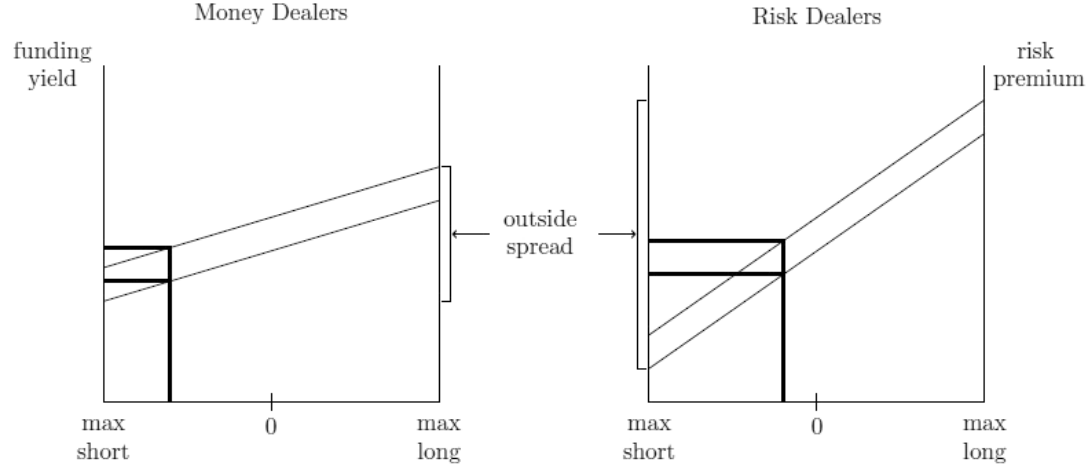 Money Dealers
Risk Dealers
funding
yield
risk
premium
outside
spread
max
short
0
max
long
max
short
0
max
long